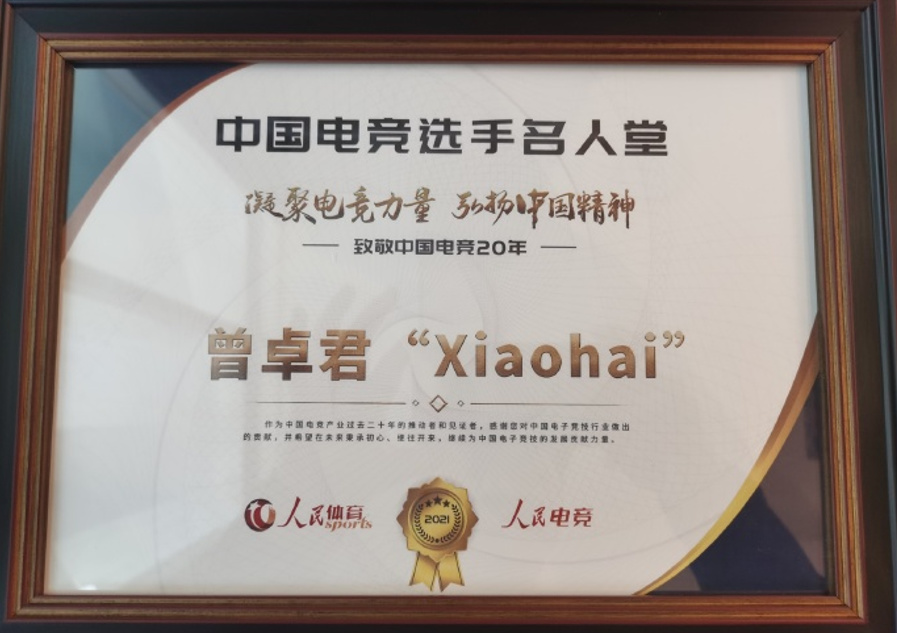 中国电竞选手名人堂
凝聚电竞力量 弘扬中国精神
致敬中国电竞20年
曾卓君 “Xiaohai”
作为中国电竞产业过去二十年的推动者和见证者，感谢您对中国电子竞技行业做出
的贡献，并希望在未来秉承初心、继往开来，继续为中国电子竞技的发展贡献力量。
人民体育 sports
2021
人民电竞